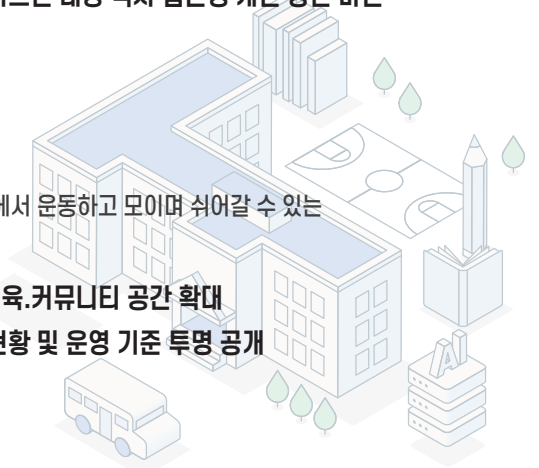 에서 운동하고 모이며 쉬어갈 수 있는
육.커뮤니티 공간 확대
현황 및 운영 기준 투명 공개
AI